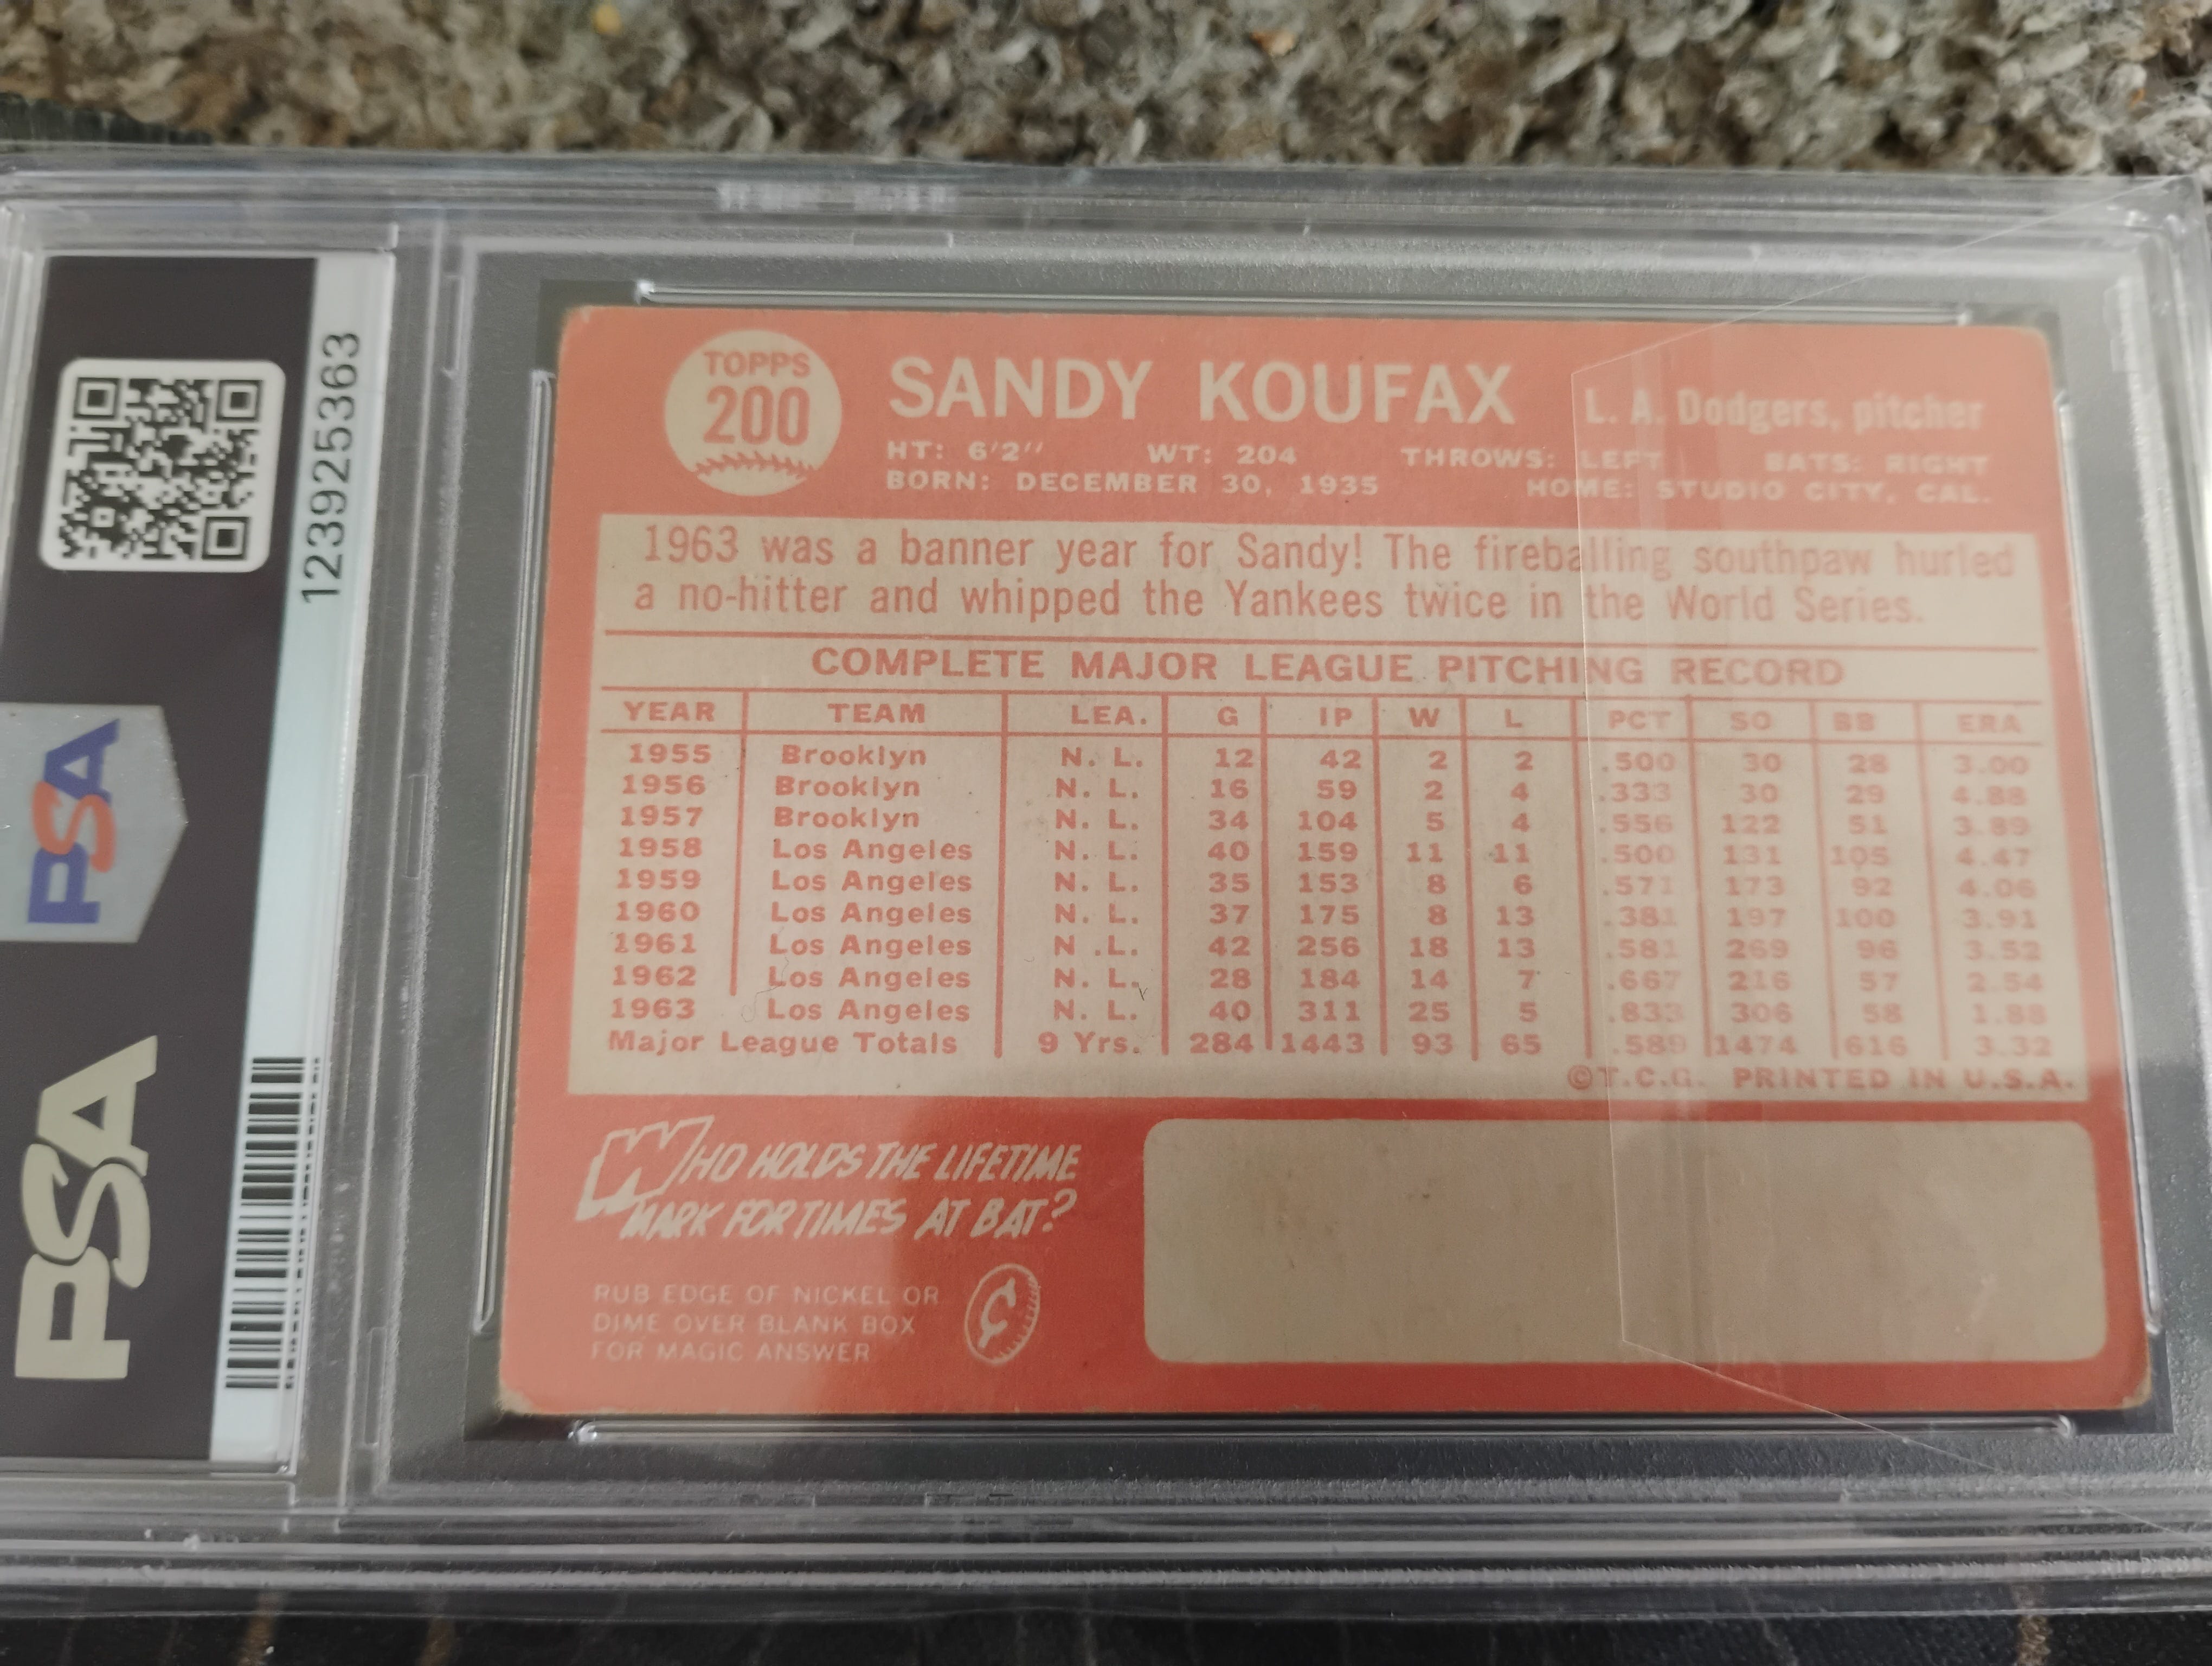 PSA
PSA
123925363
TOPPS
200
SANDY KOUFAX
L. A. Dodgers, pitcher
HT: 6'2" WT: 204 THROWS: LEFT BATS: RIGHT
BORN: DECEMBER 30, 1935 HOME: STUDIO CITY, CAL.
1963 was a banner year for Sandy! The fireballing southpaw hurled
a no-hitter and whipped the Yankees twice in the World Series.
COMPLETE MAJOR LEAGUE PITCHING RECORD
YEAR TEAM LEA. G IP W L PCT SO BB ERA
1955 Brooklyn N. L. 12 42 2 2 .500 30 28 3.00
1956 Brooklyn N. L. 16 59 2 4 .333 30 29 4.88
1957 Brooklyn N. L. 34 104 5 4 .556 122 51 3.89
1958 Los Angeles N. L. 40 159 11 11 .500 131 105 4.47
1959 Los Angeles N. L. 35 153 8 6 .571 173 92 4.06
1960 Los Angeles N. L. 37 175 8 13 .381 197 100 3.91
1961 Los Angeles N .L. 42 256 18 13 .581 269 96 3.52
1962 Los Angeles N. L. 28 184 14 7 .667 216 57 2.54
1963 Los Angeles N. L. 40 311 25 5 .833 306 58 1.88
Major League Totals 9 Yrs. 284 1443 93 65 .589 1474 616 3.32
©T.C.G. PRINTED IN U.S.A.
WHO HOLDS THE LIFETIME
MARK FOR TIMES AT BAT?
RUB EDGE OF NICKEL OR
DIME OVER BLANK BOX
FOR MAGIC ANSWER
¢